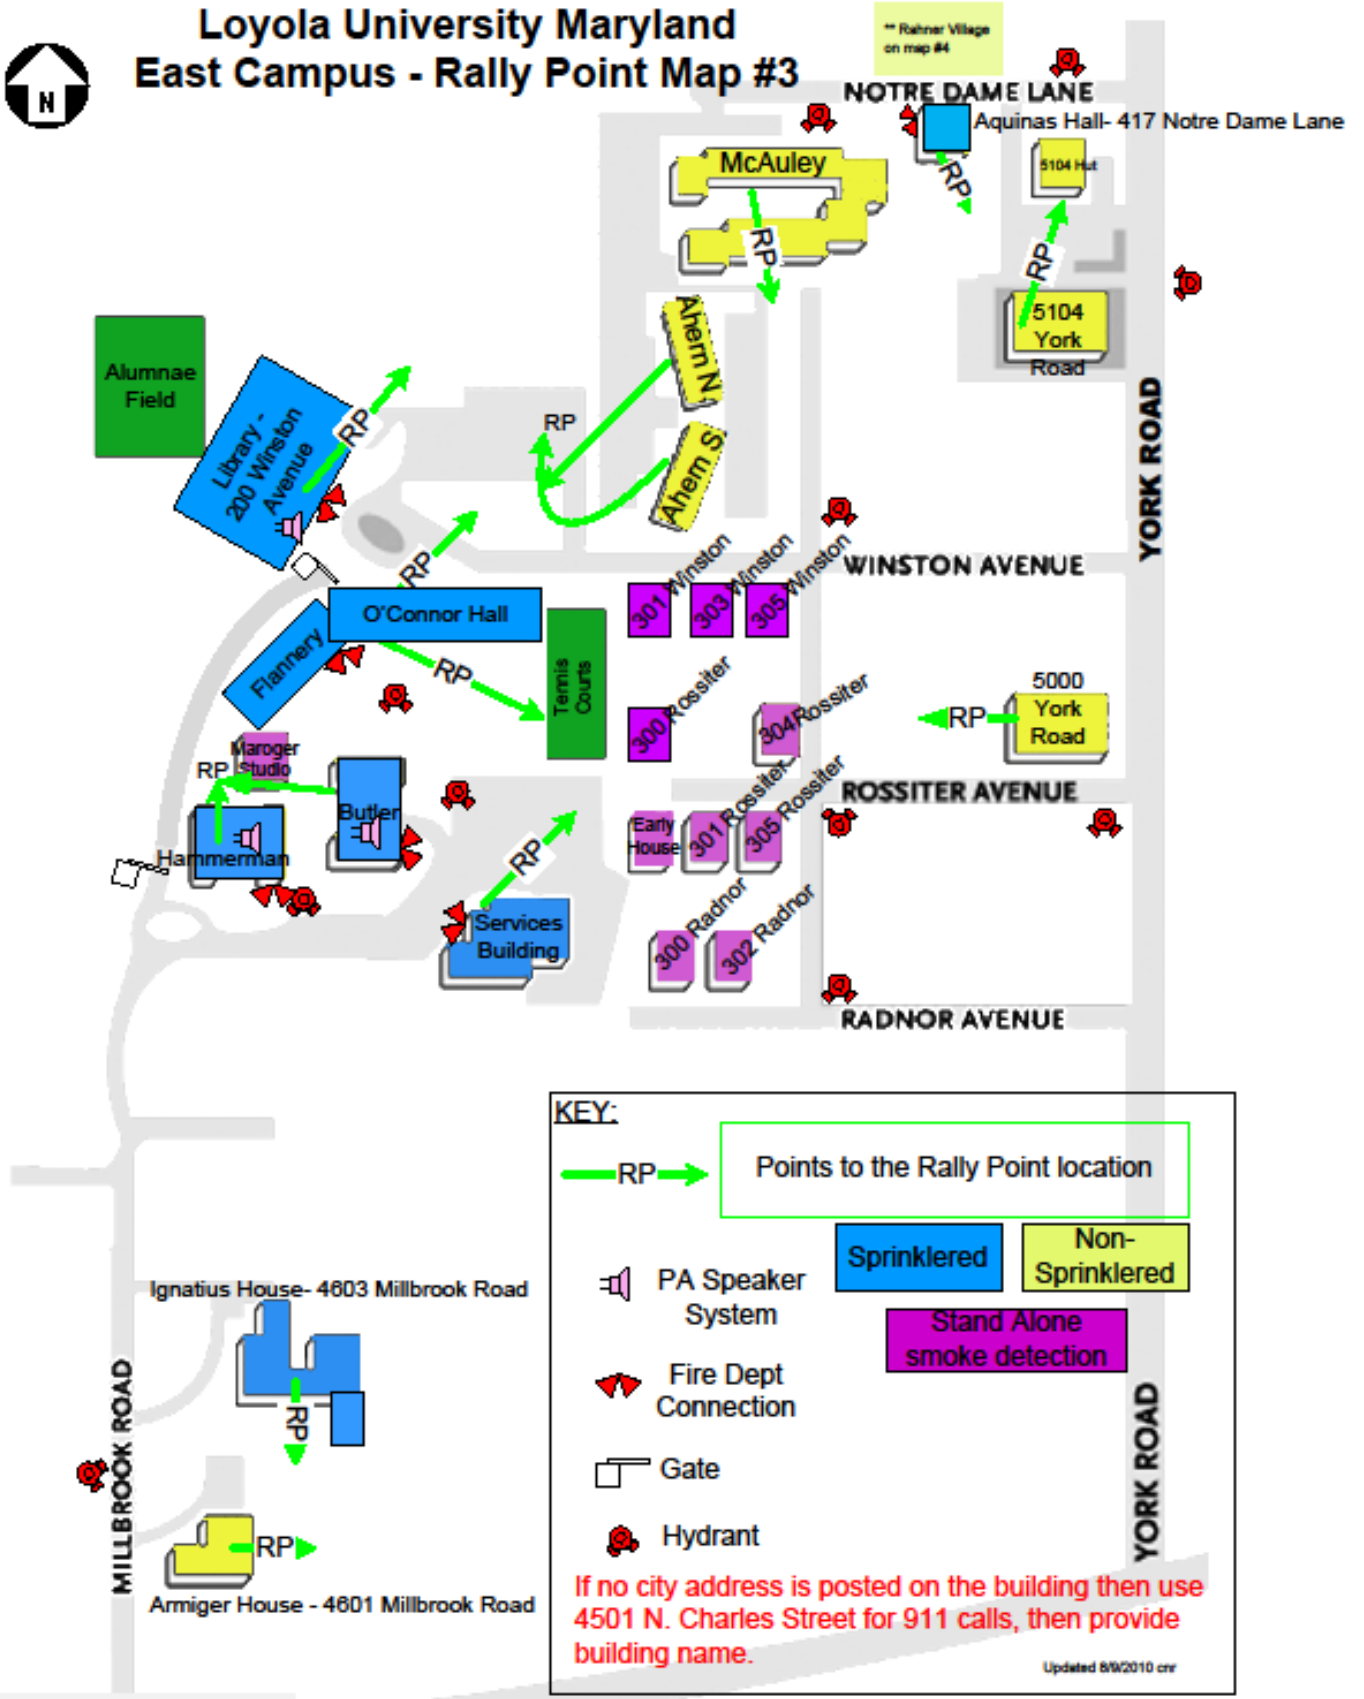 Loyola University Maryland
East Campus - Rally Point Map #3
** Rahner Village
on map #4
N
NOTRE DAME LANE
Aquinas Hall- 417 Notre Dame Lane
McAuley
5104 Hut
RP
RP
RP
5104
York
Road
Ahern N
Alumnae
Field
Library -
200 Winston
Avenue
RP
RP
Ahern S
YORK ROAD
WINSTON AVENUE
RP
301 Winston
303 Winston
305 Winston
O'Connor Hall
Flannery
RP
Tennis
Courts
300 Rossiter
304 Rossiter
5000
York
Road
RP
Maroger
Studio
RP
ROSSITER AVENUE
Butler
Hammerman
Early
House
301 Rossiter
305 Rossiter
RP
Services
Building
300 Radnor
302 Radnor
RADNOR AVENUE
KEY:
RP
Points to the Rally Point location
Sprinklered
Non-
Sprinklered
PA Speaker
System
Stand Alone
smoke detection
Fire Dept
Connection
Gate
Hydrant
If no city address is posted on the building then use
4501 N. Charles Street for 911 calls, then provide
building name.
Updated 8/9/2010 cnr
Ignatius House- 4603 Millbrook Road
RP
MILLBROOK ROAD
YORK ROAD
RP
Armiger House - 4601 Millbrook Road